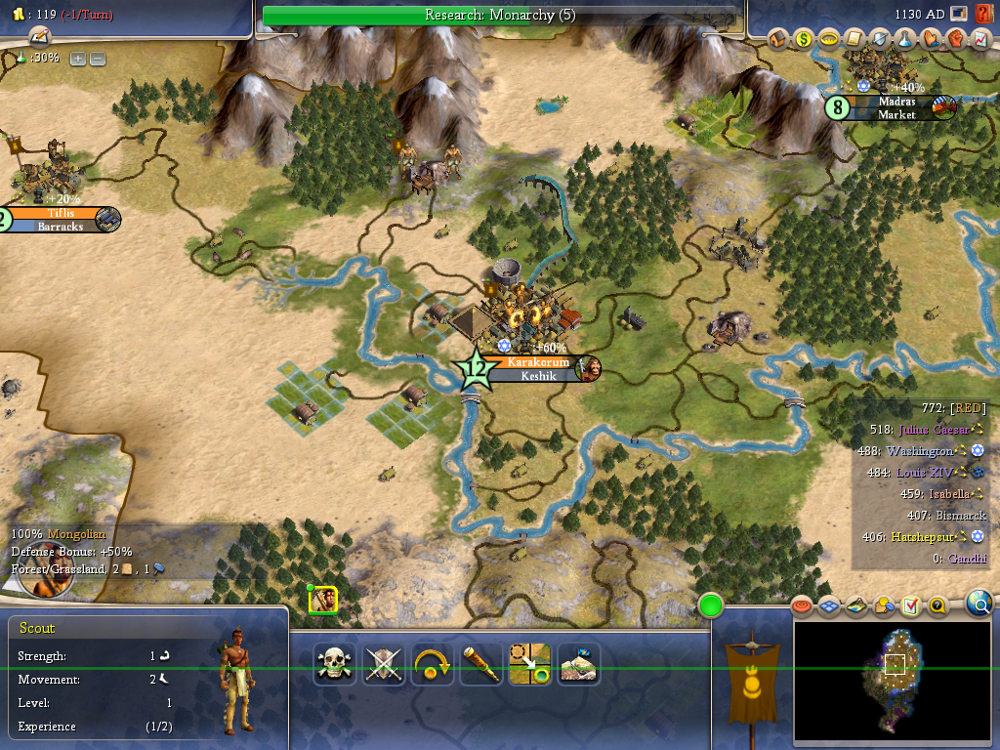 : 119 (-1/Turn)
Research: Monarchy (5)
1130 AD
:30%
:+40%
8
Madras
Market
:+20%
2
Tiflis
Barracks
:+60%
12
Karakorum
Keshik
772: [RED]
518: Julius Caesar
488: Washington
484: Louis XIV
459: Isabella
407: Bismarck
406: Hatshepsut
0: Gandhi
100% Mongolian
Defense Bonus: +50%
Forest/Grassland, 2, 1
Scout
Strength: 1
Movement: 2
Level: 1
Experience (1/2)